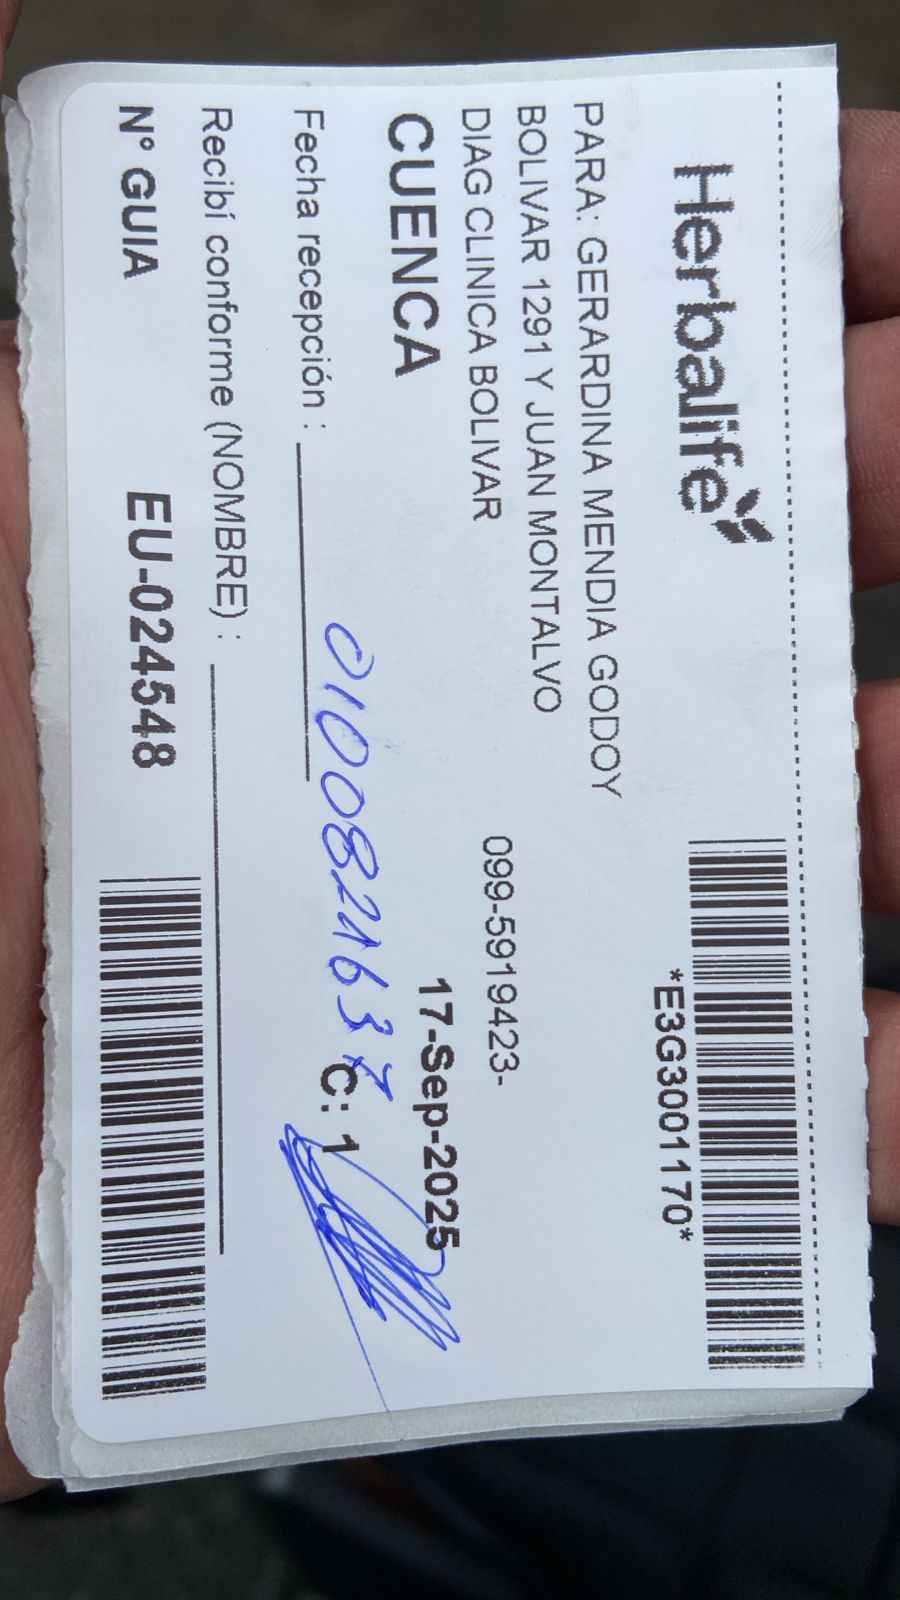 Herbalife
*E3G3001170*
PARA: GERARDINA MENDIA GODOY
BOLIVAR 1291 Y JUAN MONTALVO
DIAG CLINICA BOLIVAR 099-5919423-
CUENCA 17-Sep-2025
Fecha recepción : 0100821637 C: 1
Recibí conforme (NOMBRE) :
N° GUIA EU-024548